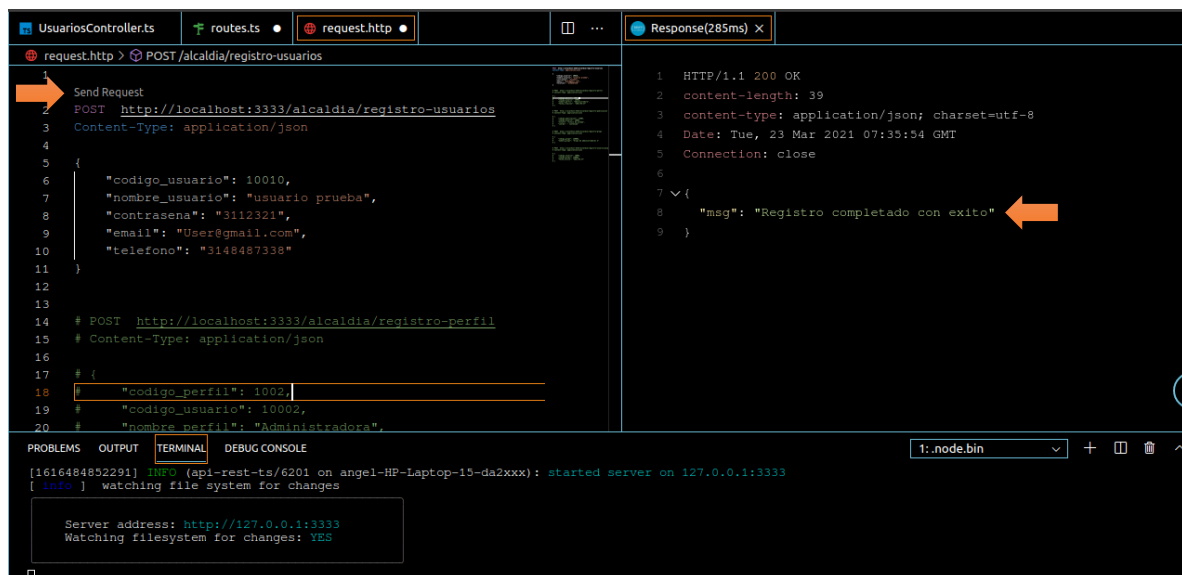 UsuariosController.ts routes.ts ● request.http ● ··· Response(285ms) ×
request.http > POST /alcaldia/registro-usuarios
1
Send Request
2 POST http://localhost:3333/alcaldia/registro-usuarios
3 Content-Type: application/json
4
5 {
6 "codigo_usuario": 10010,
7 "nombre_usuario": "usuario prueba",
8 "contrasena": "3112321",
9 "email": "User@gmail.com",
10 "telefono": "3148487338"
11 }
12
13
14 # POST http://localhost:3333/alcaldia/registro-perfil
15 # Content-Type: application/json
16
17 # {
18 # "codigo_perfil": 1002,
19 # "codigo_usuario": 10002,
20 # "nombre_perfil": "Administradora",
1 HTTP/1.1 200 OK
2 content-length: 39
3 content-type: application/json; charset=utf-8
4 Date: Tue, 23 Mar 2021 07:35:54 GMT
5 Connection: close
6
7 {
8 "msg": "Registro completado con exito"
9 }
PROBLEMS OUTPUT TERMINAL DEBUG CONSOLE 1: .node.bin
[1616484852291] INFO (api-rest-ts/6201 on angel-HP-Laptop-15-da2xxx): started server on 127.0.0.1:3333
[ info ] watching file system for changes
Server address: http://127.0.0.1:3333
Watching filesystem for changes: YES